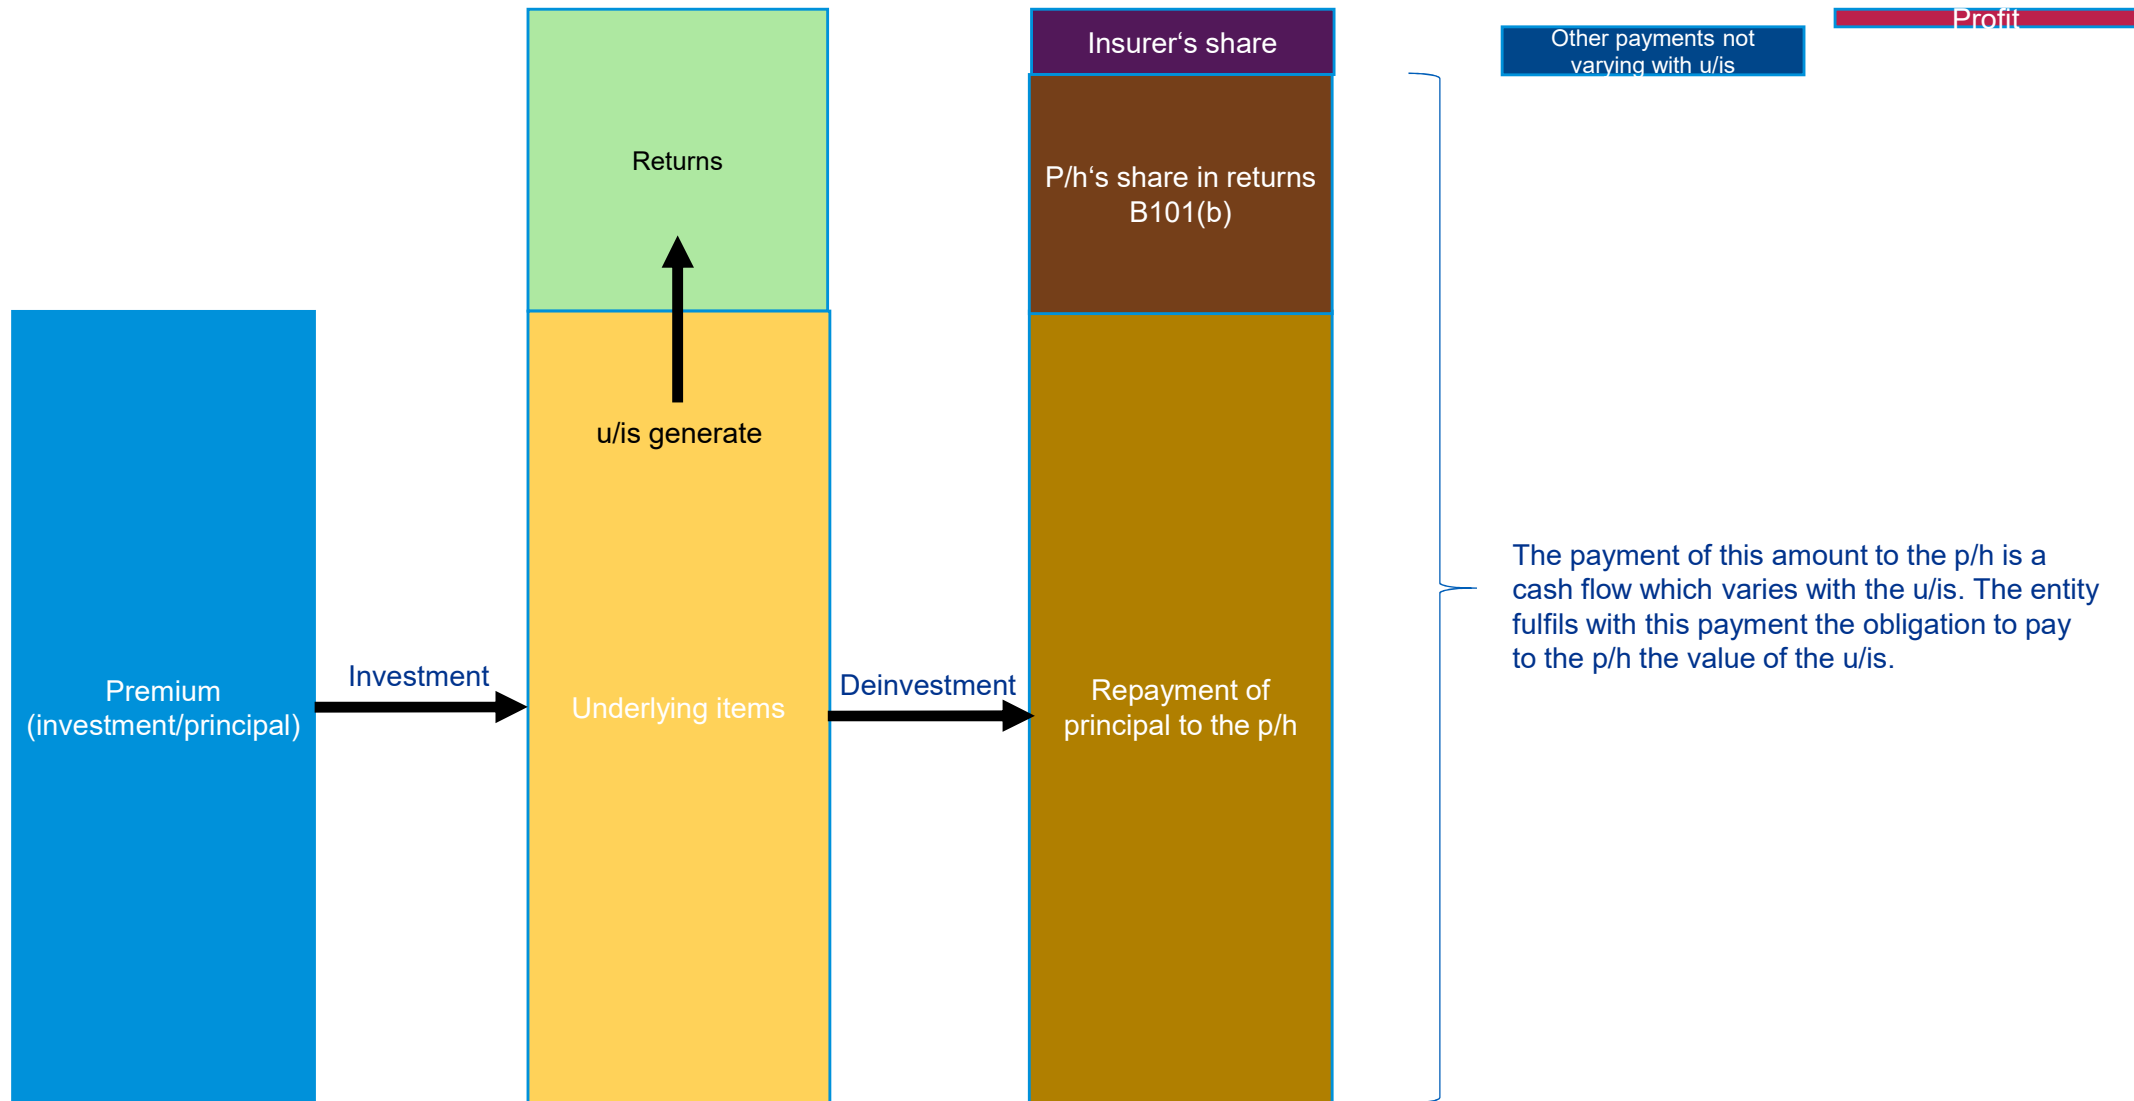 Profit
Other payments not
varying with u/is
Insurer‘s share
Returns
P/h‘s share in returns
B101(b)
u/is generate
Premium
(investment/principal)
Investment
Underlying items
Deinvestment
Repayment of
principal to the p/h
The payment of this amount to the p/h is a
cash flow which varies with the u/is. The entity
fulfils with this payment the obligation to pay
to the p/h the value of the u/is.